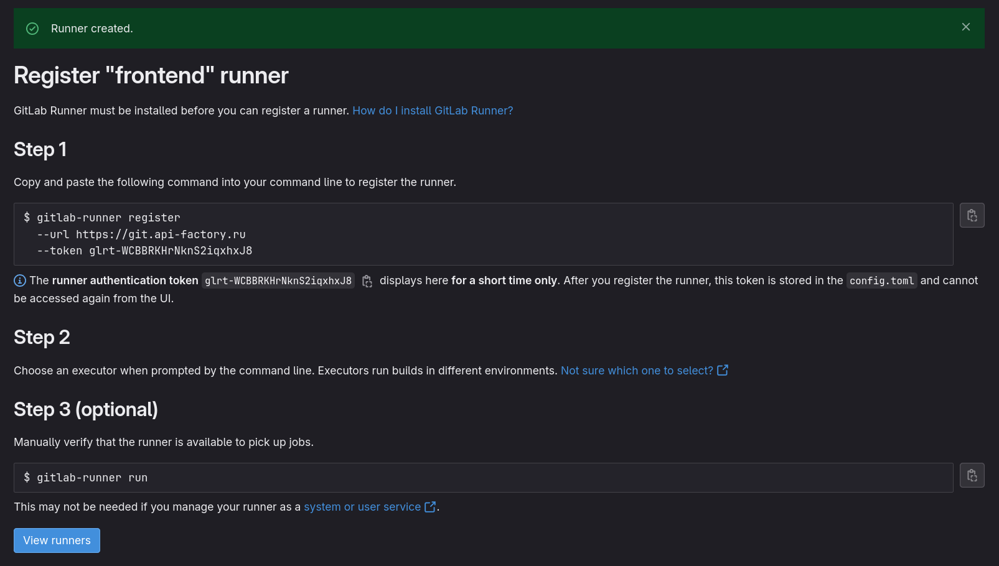 Runner created.
Register "frontend" runner
GitLab Runner must be installed before you can register a runner. How do I install GitLab Runner?
Step 1
Copy and paste the following command into your command line to register the runner.
$ gitlab-runner register
--url https://git.api-factory.ru
--token glrt-WCBBRKHrNknS2iqxhxJ8
The runner authentication token glrt-WCBBRKHrNknS2iqxhxJ8 displays here for a short time only. After you register the runner, this token is stored in the config.toml and cannot
be accessed again from the UI.
Step 2
Choose an executor when prompted by the command line. Executors run builds in different environments. Not sure which one to select?
Step 3 (optional)
Manually verify that the runner is available to pick up jobs.
$ gitlab-runner run
This may not be needed if you manage your runner as a system or user service.
View runners